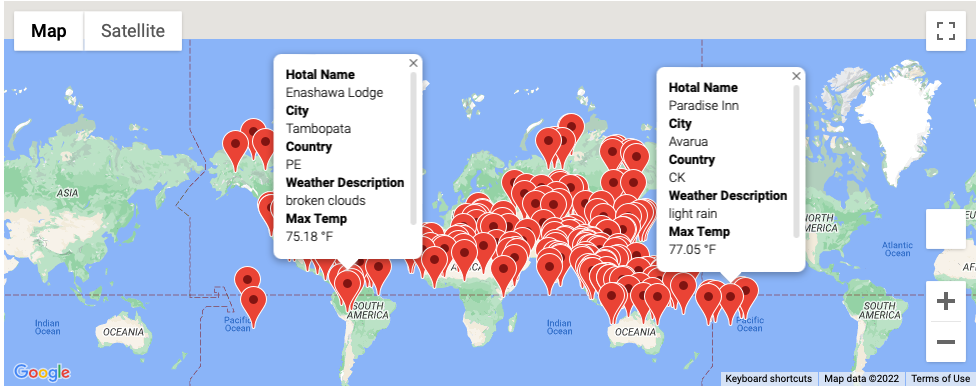 Map
Satellite
Hotal Name
Enashawa Lodge
City
Tambopata
Country
PE
Weather Description
broken clouds
Max Temp
75.18 °F
Hotal Name
Paradise Inn
City
Avarua
Country
CK
Weather Description
light rain
Max Temp
77.05 °F
ASIA
NORTH
AMERICA
Atlantic
Ocean
AF
AFRICA
SOUTH
AMERICA
SOUTH
AMERICA
Indian
Ocean
OCEANIA
Pacific
Ocean
Indian
Ocean
OCEANIA
Pacific
Ocean
Google
Keyboard shortcuts
Map data ©2022
Terms of Use